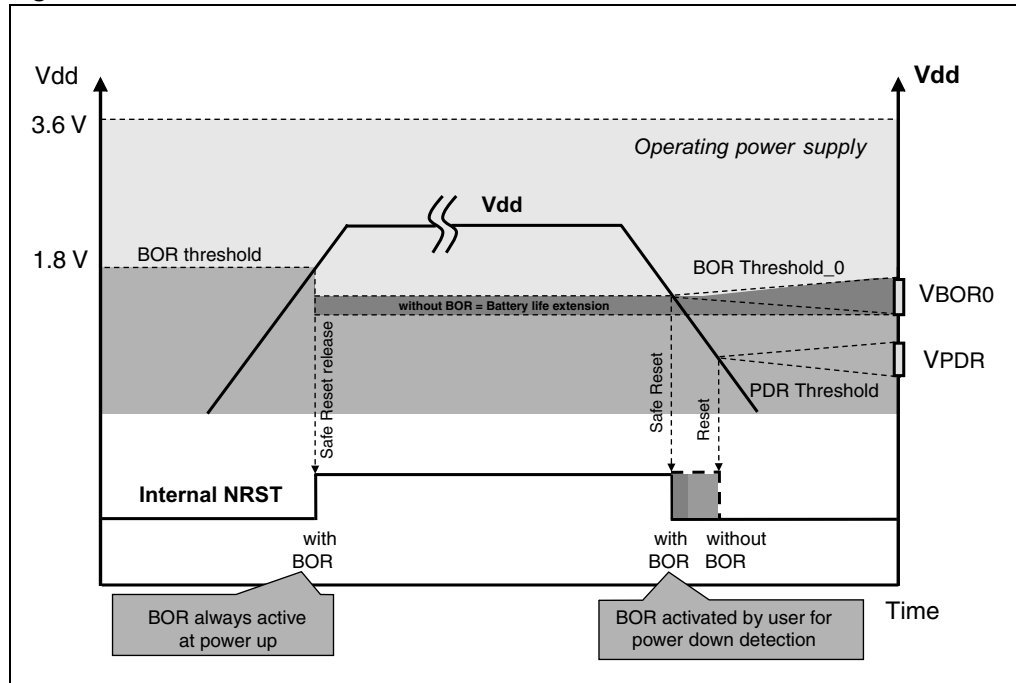 Vdd
Vdd
3.6 V
Operating power supply
Vdd
BOR threshold
1.8 V
BOR Threshold_0
VBOR0
without BOR = Battery life extension
VPDR
PDR Threshold
Safe Reset release
Safe Reset
Reset
Internal NRST
with
BOR
with
BOR
without
BOR
Time
BOR always active
at power up
BOR activated by user for
power down detection